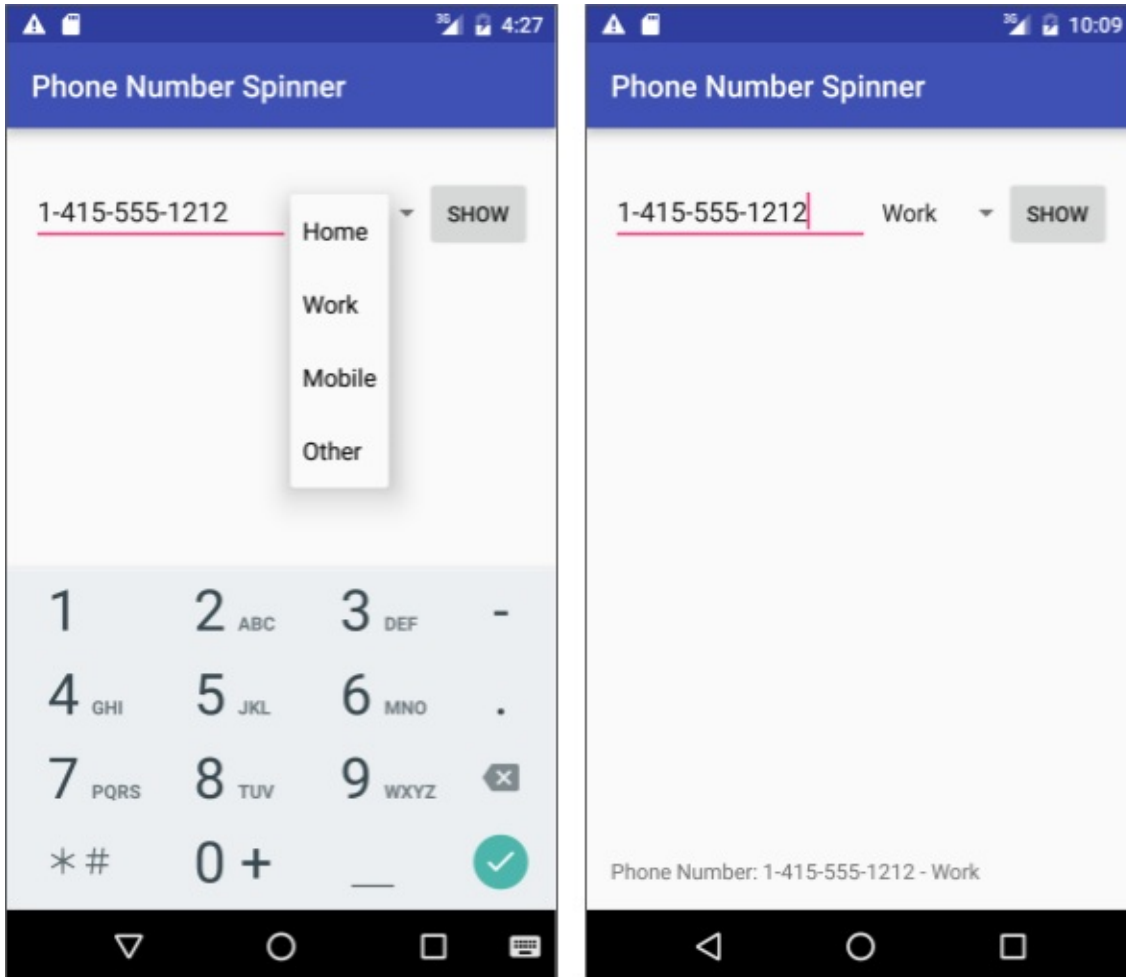 3G 4:27
Phone Number Spinner
1-415-555-1212 SHOW
Home
Work
Mobile
Other
1 2 ABC 3 DEF -
4 GHI 5 JKL 6 MNO .
7 PQRS 8 TUV 9 WXYZ
*# 0 + _
3G 10:09
Phone Number Spinner
1-415-555-1212 Work SHOW
Phone Number: 1-415-555-1212 - Work